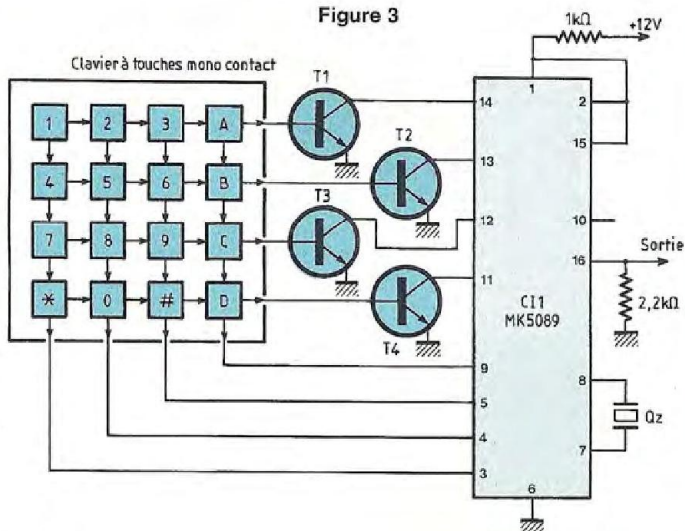 Figure 3
1kΩ
+12V
Clavier à touches mono contact
T1
1
2
3
A
14
1
2
T2
15
13
4
5
6
B
T3
12
10
7
8
9
C
Sortie
16
11
CI1
MK5089
2,2kΩ
*
0
#
D
T4
9
8
5
Qz
4
7
3
6